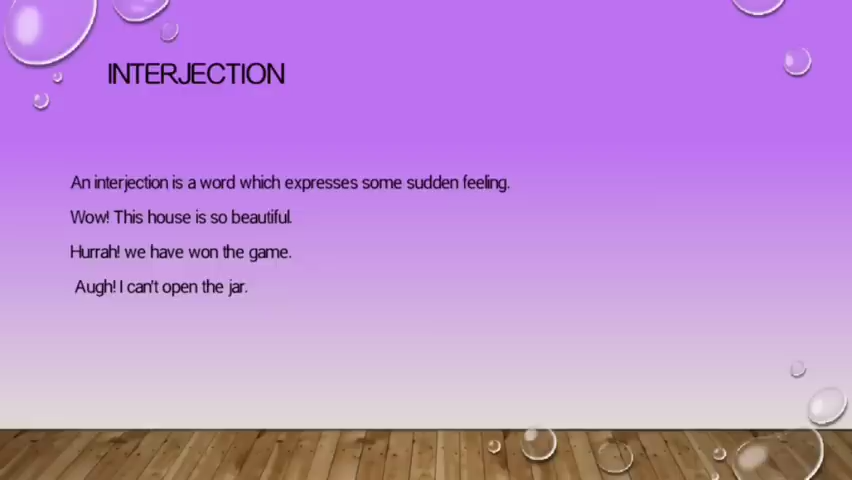 INTERJECTION
An interjection is a word which expresses some sudden feeling.
Wow! This house is so beautiful.
Hurrah! we have won the game.
Augh! I can't open the jar.